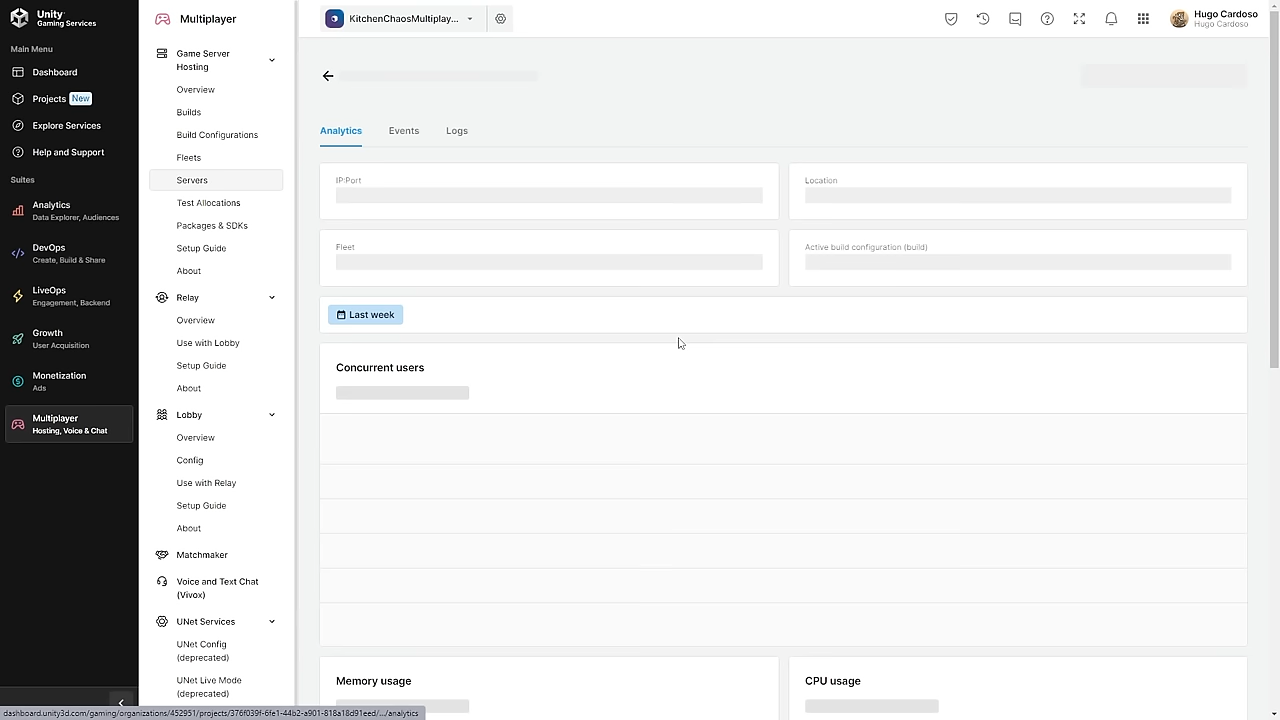 Unity
Gaming Services
Main Menu
Dashboard
Projects New
Explore Services
Help and Support
Suites
Analytics
Data Explorer, Audiences
DevOps
Create, Build & Share
LiveOps
Engagement, Backend
Growth
User Acquisition
Monetization
Ads
Multiplayer
Hosting, Voice & Chat
Multiplayer
Game Server
Hosting
Overview
Builds
Build Configurations
Fleets
Servers
Test Allocations
Packages & SDKs
Setup Guide
About
Relay
Overview
Use with Lobby
Setup Guide
About
Lobby
Overview
Config
Use with Relay
Setup Guide
About
Matchmaker
Voice and Text Chat
(Vivox)
UNet Services
UNet Config
(deprecated)
UNet Live Mode
(deprecated)
KitchenChaosMultiplay...
Hugo Cardoso
Hugo Cardoso
Analytics Events Logs
IP:Port
Location
Fleet
Active build configuration (build)
Last week
Concurrent users
Memory usage
CPU usage
dashboard.unity3d.com/gaming/organizations/452951/projects/376f039f-6fe1-44b2-a901-818a18d91eed/.../analytics